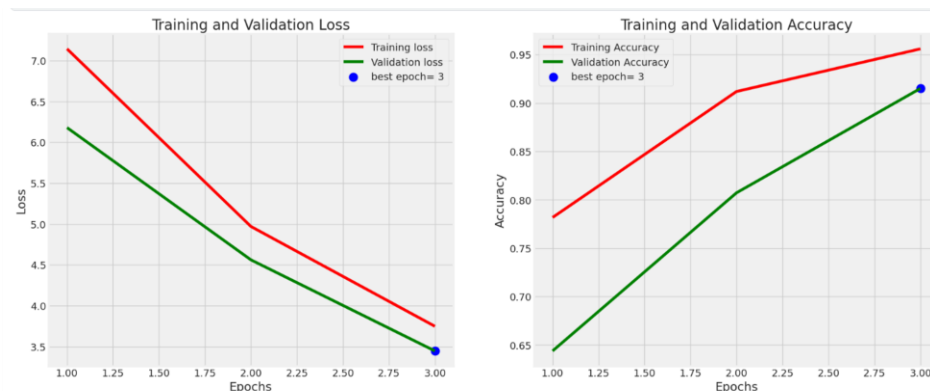 Training and Validation Loss
Training loss
Validation loss
best epoch= 3
Loss
7.0
6.5
6.0
5.5
5.0
4.5
4.0
3.5
1.00 1.25 1.50 1.75 2.00 2.25 2.50 2.75 3.00
Epochs
Training and Validation Accuracy
Training Accuracy
Validation Accuracy
best epoch= 3
Accuracy
0.95
0.90
0.85
0.80
0.75
0.70
0.65
1.00 1.25 1.50 1.75 2.00 2.25 2.50 2.75 3.00
Epochs